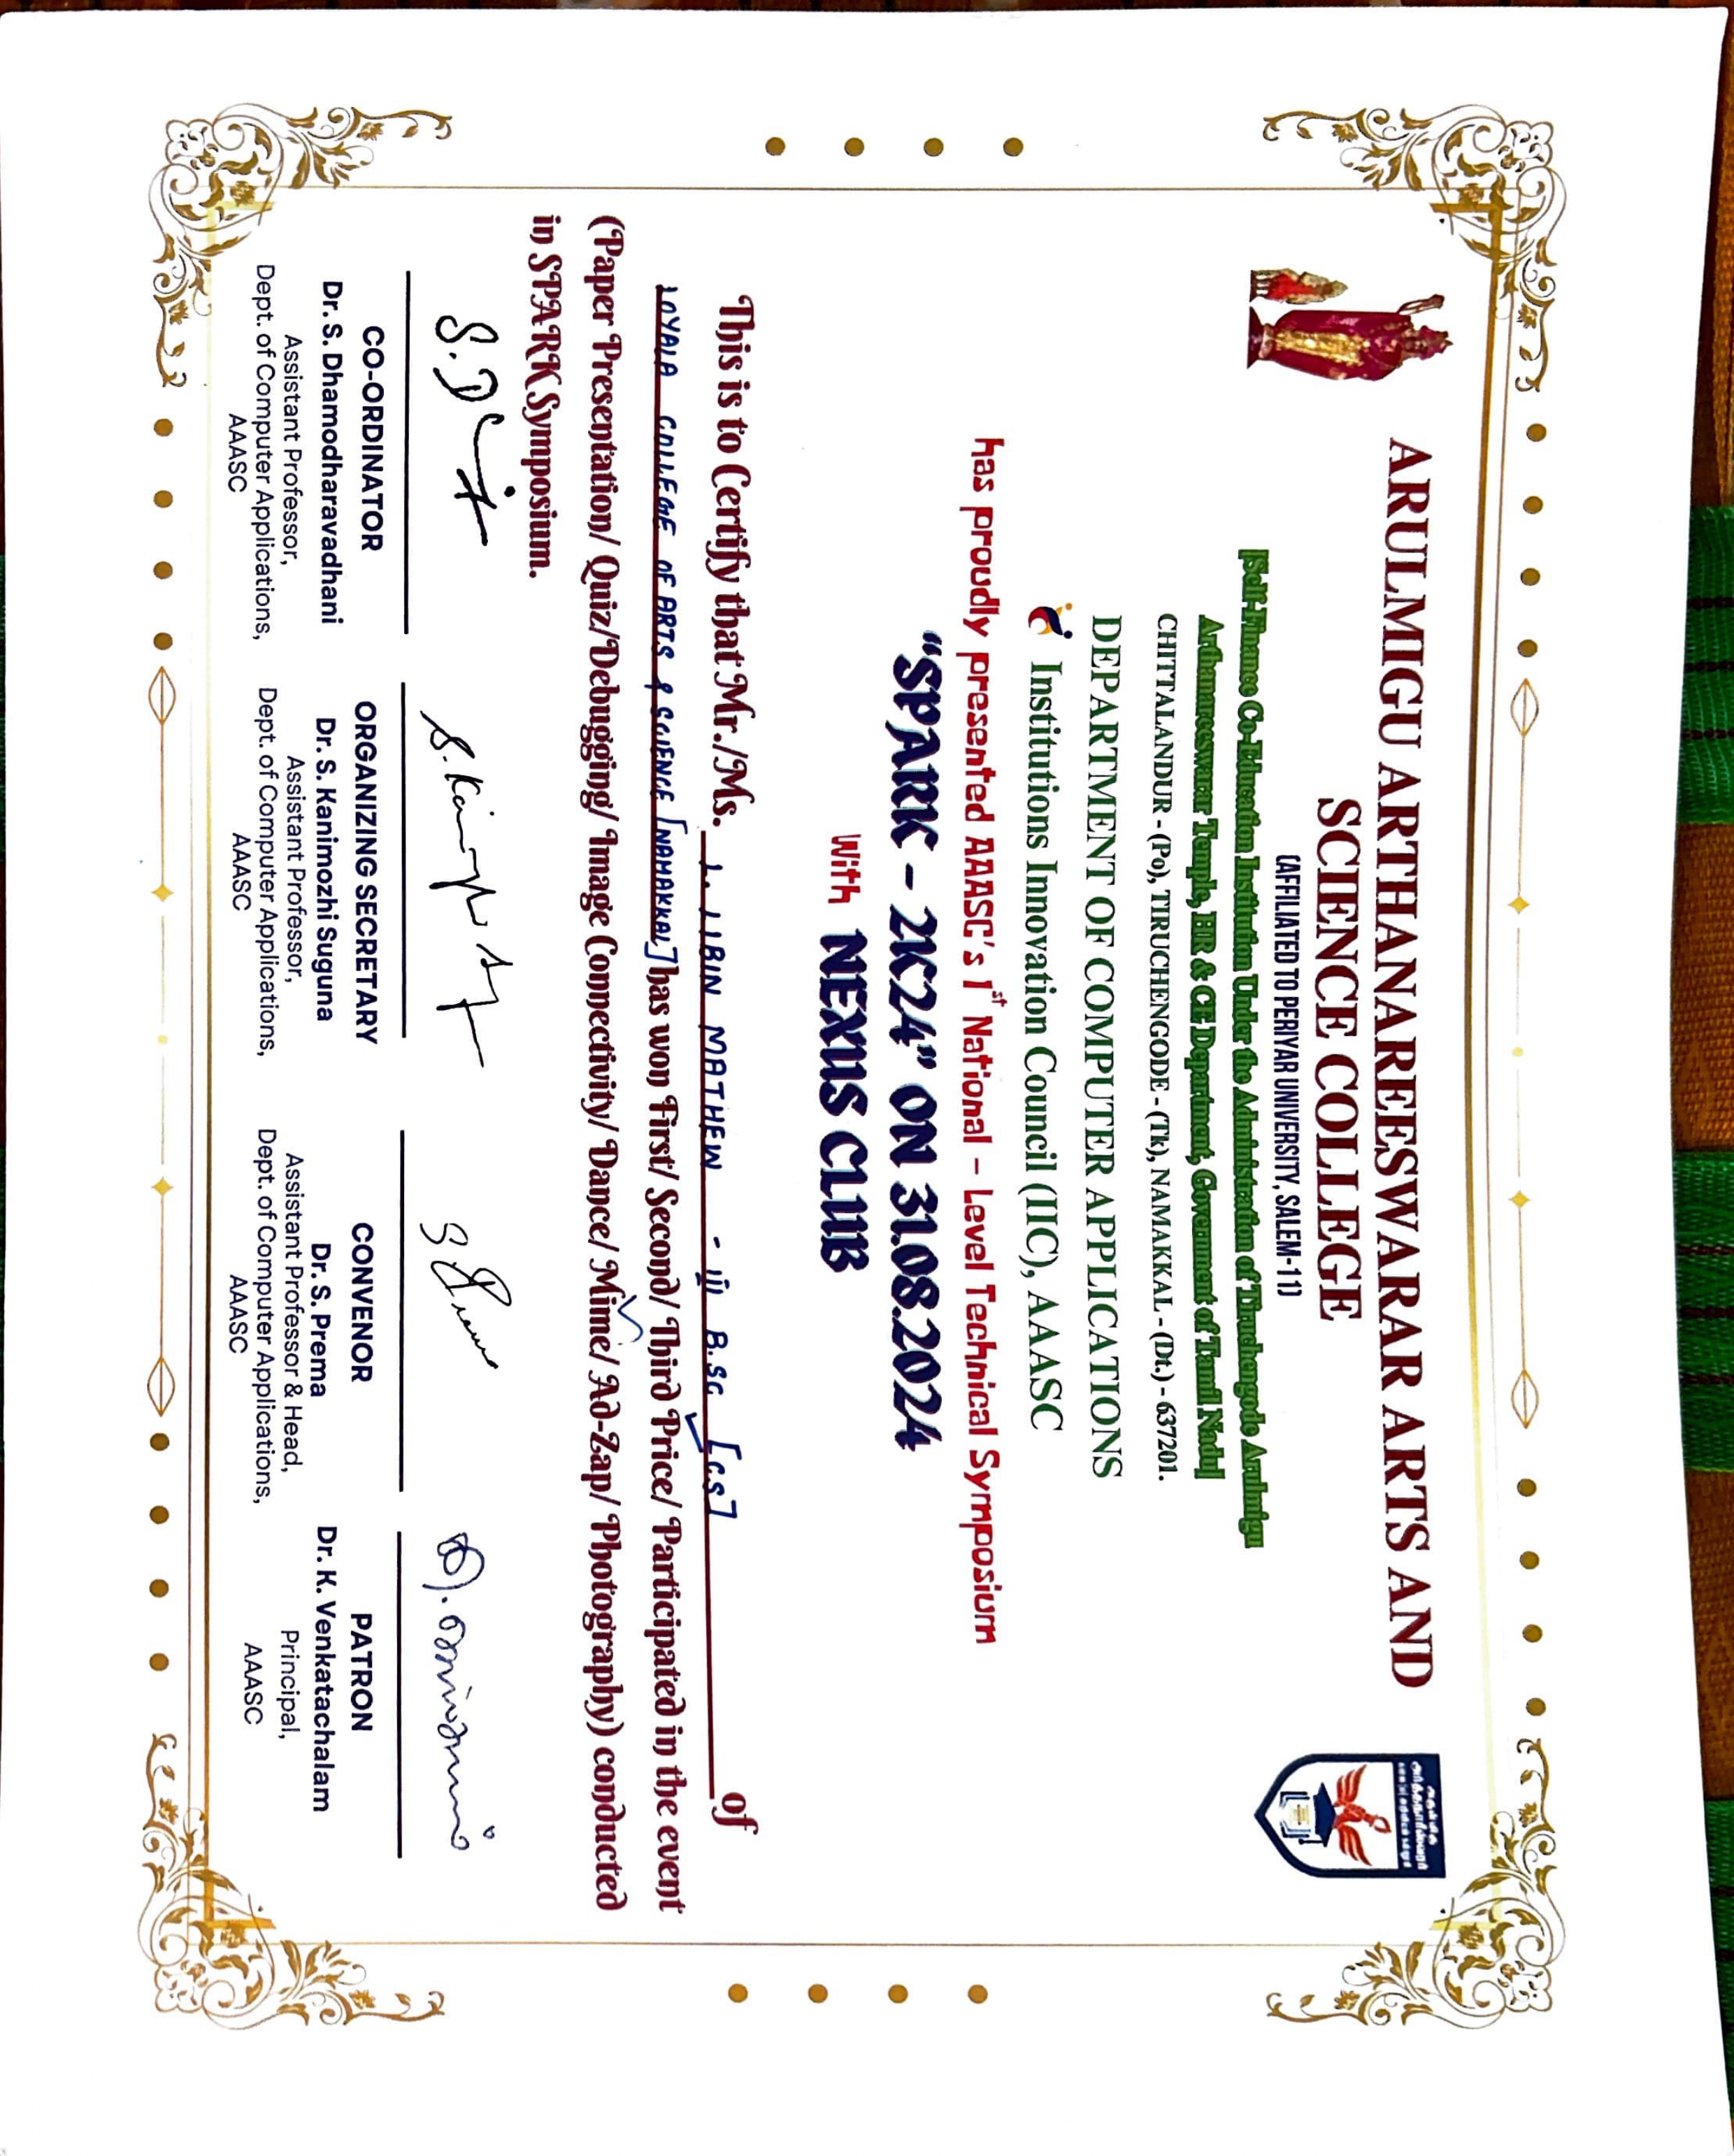 ARULMIGU ARTHANAREESWARAR ARTS AND
SCIENCE COLLEGE
(AFFILIATED TO PERIYAR UNIVERSITY, SALEM-11)
[Self-Finance Co-Education Institution Under the Administration of Tiruchengode Arulmigu
Arthanareeswarar Temple, HR & CE Department, Government of Tamil Nadu]
CHITTALANDUR - (Po), TIRUCHENGODE - (Tk), NAMAKKAL - (Dt.) - 637201.
DEPARTMENT OF COMPUTER APPLICATIONS
Institutions Innovation Council (IIC), AAASC
has proudly presented AAASC's 1st National - Level Technical Symposium
"SPARK - 2K24" ON 31.08.2024
With NEXUS CLUB
This is to Certify that Mr./Ms. L. LIBIN MATHEW - iii B.SC [CS] of
LOYALA COLLEGE OF ARTS & SCIENCE [NAMAKKAL] has won First/ Second/ Third Price/ Participated in the event
(Paper Presentation/ Quiz/Debugging/ Image Connectivity/ Dance/ Mime/ Ad-Zap/ Photography) conducted
in SPARK Symposium.
CO-ORDINATOR
Dr. S. Dhamodharavadhani
Assistant Professor,
Dept. of Computer Applications,
AAASC
ORGANIZING SECRETARY
Dr. S. Kanimozhi Suguna
Assistant Professor,
Dept. of Computer Applications,
AAASC
CONVENOR
Dr. S. Prema
Assistant Professor & Head,
Dept. of Computer Applications,
AAASC
PATRON
Dr. K. Venkatachalam
Principal,
AAASC